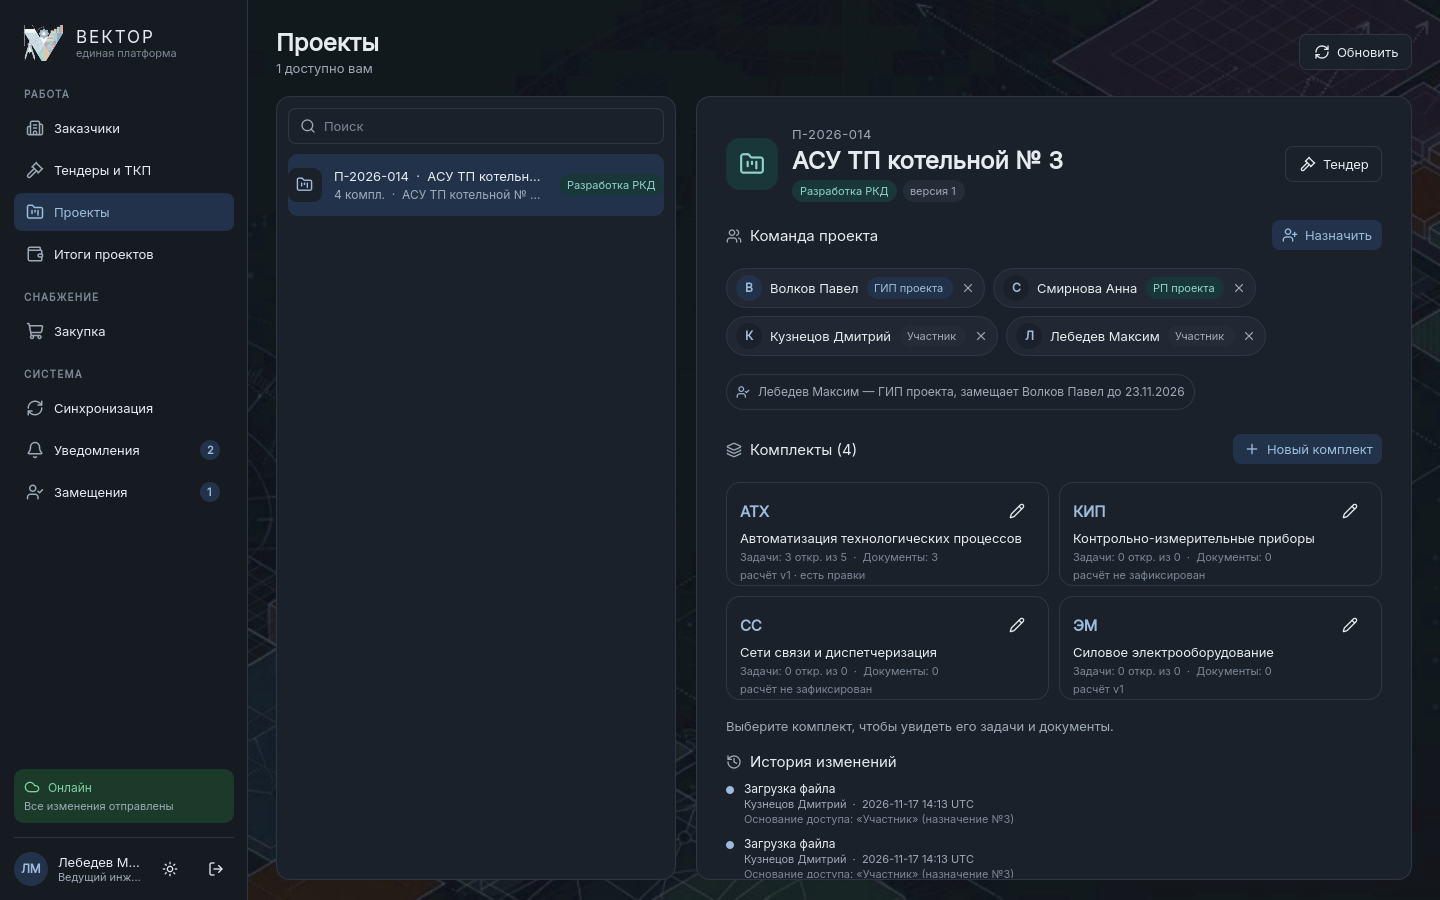 ВЕКТОР
единая платформа
РАБОТА
Заказчики
Тендеры и ТКП
Проекты
Итоги проектов
СНАБЖЕНИЕ
Закупка
СИСТЕМА
Синхронизация
Уведомления 2
Замещения 1
Онлайн
Все изменения отправлены
ЛМ
Лебедев М...
Ведущий инж...
Проекты
1 доступно вам
Обновить
Поиск
П-2026-014 · АСУ ТП котельн...
4 компл. · АСУ ТП котельной № ...
Разработка РКД
П-2026-014
АСУ ТП котельной № 3
Разработка РКД версия 1
Тендер
Команда проекта
Назначить
В Волков Павел ГИП проекта
С Смирнова Анна РП проекта
К Кузнецов Дмитрий Участник
Л Лебедев Максим Участник
Лебедев Максим — ГИП проекта, замещает Волков Павел до 23.11.2026
Комплекты (4)
Новый комплект
АТХ
Автоматизация технологических процессов
Задачи: 3 откр. из 5 · Документы: 3
расчёт v1 · есть правки
КИП
Контрольно-измерительные приборы
Задачи: 0 откр. из 0 · Документы: 0
расчёт не зафиксирован
СС
Сети связи и диспетчеризация
Задачи: 0 откр. из 0 · Документы: 0
расчёт не зафиксирован
ЭМ
Силовое электрооборудование
Задачи: 0 откр. из 0 · Документы: 0
расчёт v1
Выберите комплект, чтобы увидеть его задачи и документы.
История изменений
Загрузка файла
Кузнецов Дмитрий · 2026-11-17 14:13 UTC
Основание доступа: «Участник» (назначение №3)
Загрузка файла
Кузнецов Дмитрий · 2026-11-17 14:13 UTC
Основание доступа: «Участник» (назначение №3)